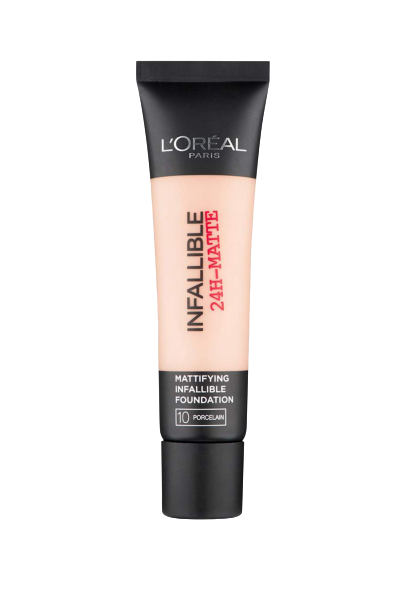 L'ORÉAL
PARIS
INFALLIBLE
24H-MATTE
MATTIFYING
INFALLIBLE
FOUNDATION
10 PORCELAIN